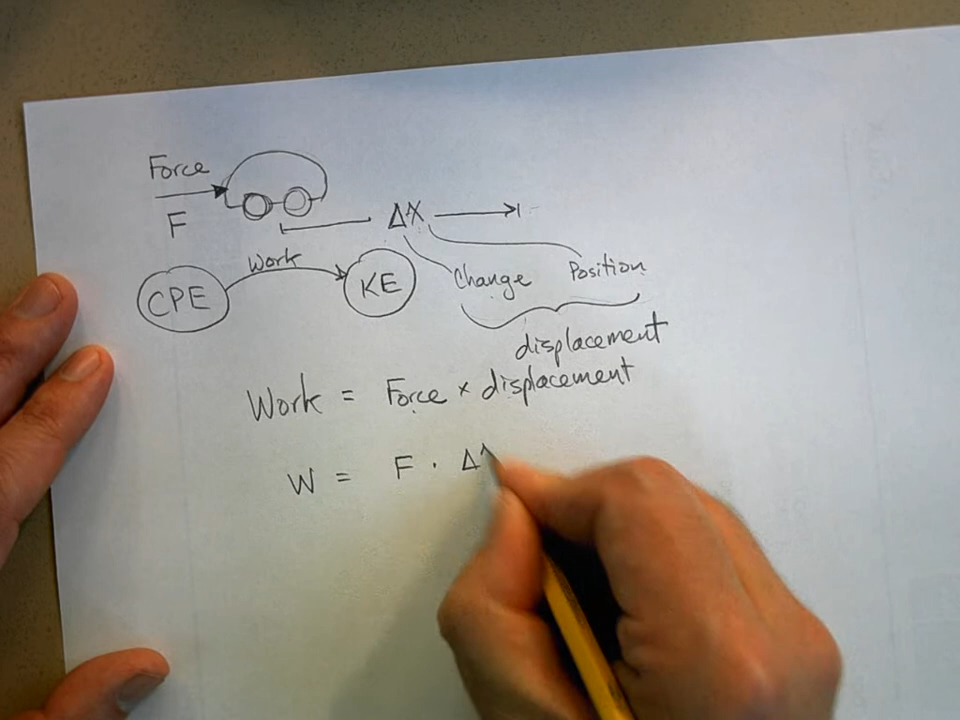 Force
F
ΔX
Work
CPE
KE
Change Position
displacement
Work = Force × displacement
W = F · Δ